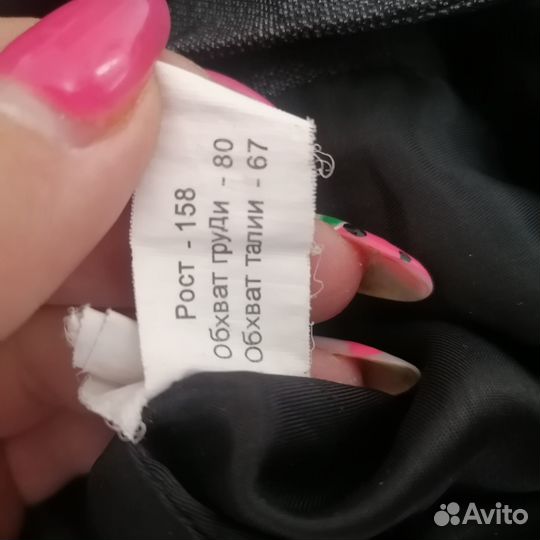 Рост - 158
Обхват груди - 80
Обхват талии - 67
Avito